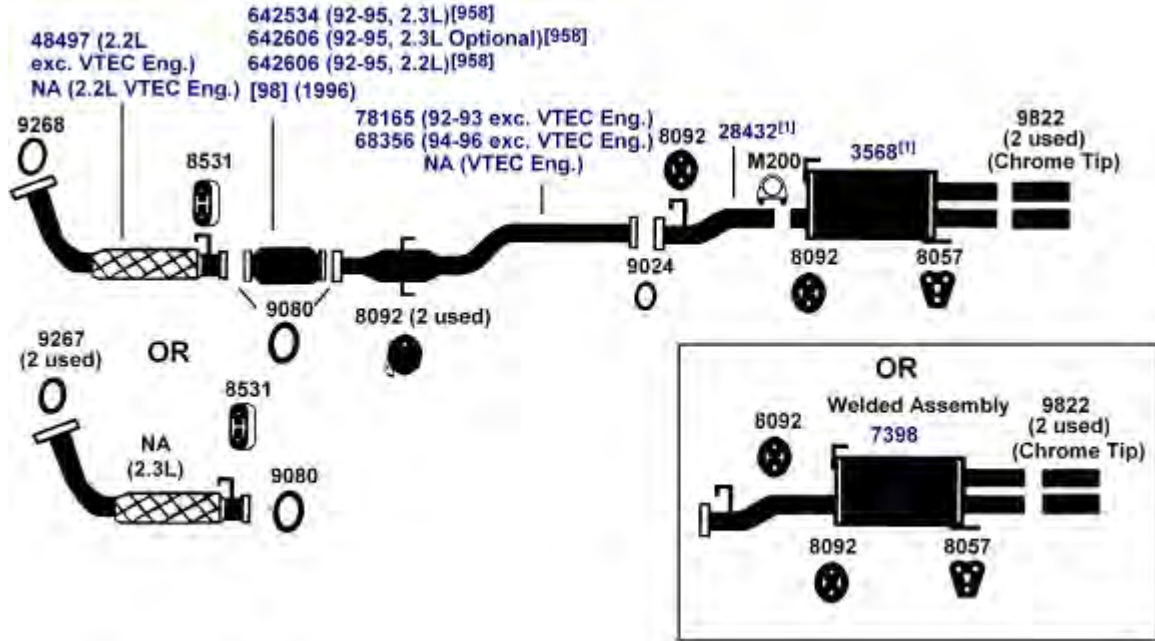 642534 (92-95, 2.3L)[958]
642606 (92-95, 2.3L Optional)[958]
642606 (92-95, 2.2L)[958]
[98] (1996)
48497 (2.2L
exc. VTEC Eng.)
NA (2.2L VTEC Eng.)
78165 (92-93 exc. VTEC Eng.)
68356 (94-96 exc. VTEC Eng.)
NA (VTEC Eng.)
9268
8531
8092
28432[1]
M200
3568[1]
9822
(2 used)
(Chrome Tip)
9024
8092
8057
9080
8092 (2 used)
9267
(2 used)
OR
8531
NA
(2.3L)
9080
OR
Welded Assembly
7398
8092
9822
(2 used)
(Chrome Tip)
8092
8057